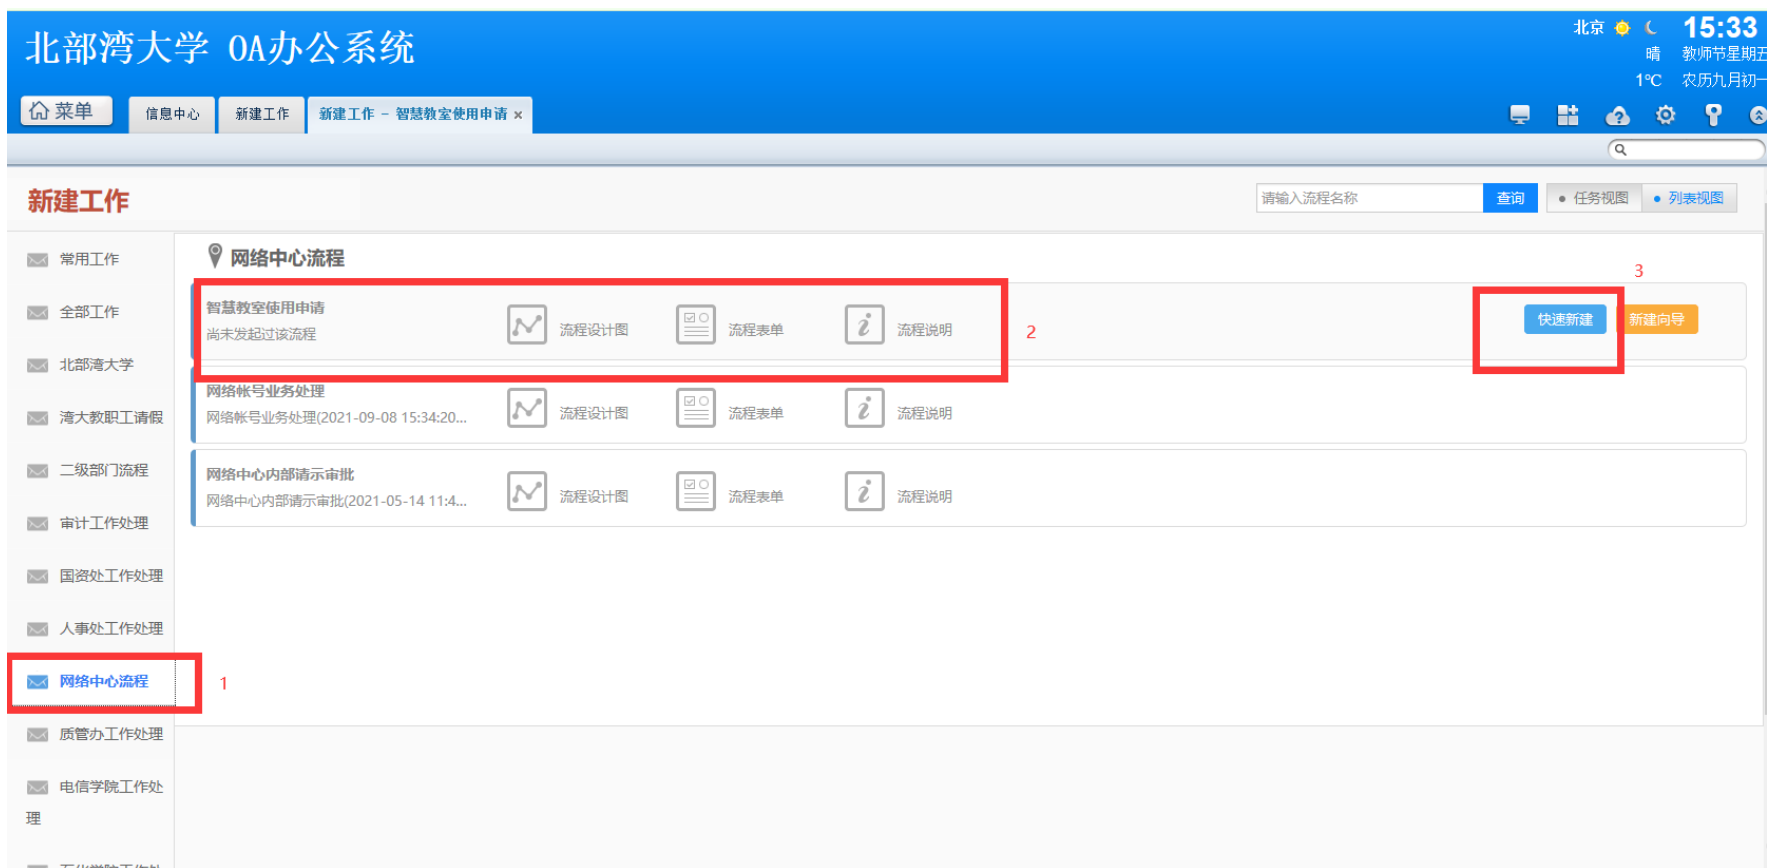 北部湾大学 OA办公系统
北京
15:33
晴
教师节星期五
1°C
农历九月初一
菜单
信息中心
新建工作
新建工作 - 智慧教室使用申请 ×
新建工作
请输入流程名称
查询
任务视图
列表视图
常用工作
全部工作
北部湾大学
湾大教职工请假
二级部门流程
审计工作处理
国资处工作处理
人事处工作处理
网络中心流程
1
质管办工作处理
电信学院工作处
理
网络中心流程
智慧教室使用申请
尚未发起过该流程
流程设计图
流程表单
流程说明
2
3
快速新建
新建向导
网络帐号业务处理
网络帐号业务处理(2021-09-08 15:34:20...
流程设计图
流程表单
流程说明
网络中心内部请示审批
网络中心内部请示审批(2021-05-14 11:4...
流程设计图
流程表单
流程说明